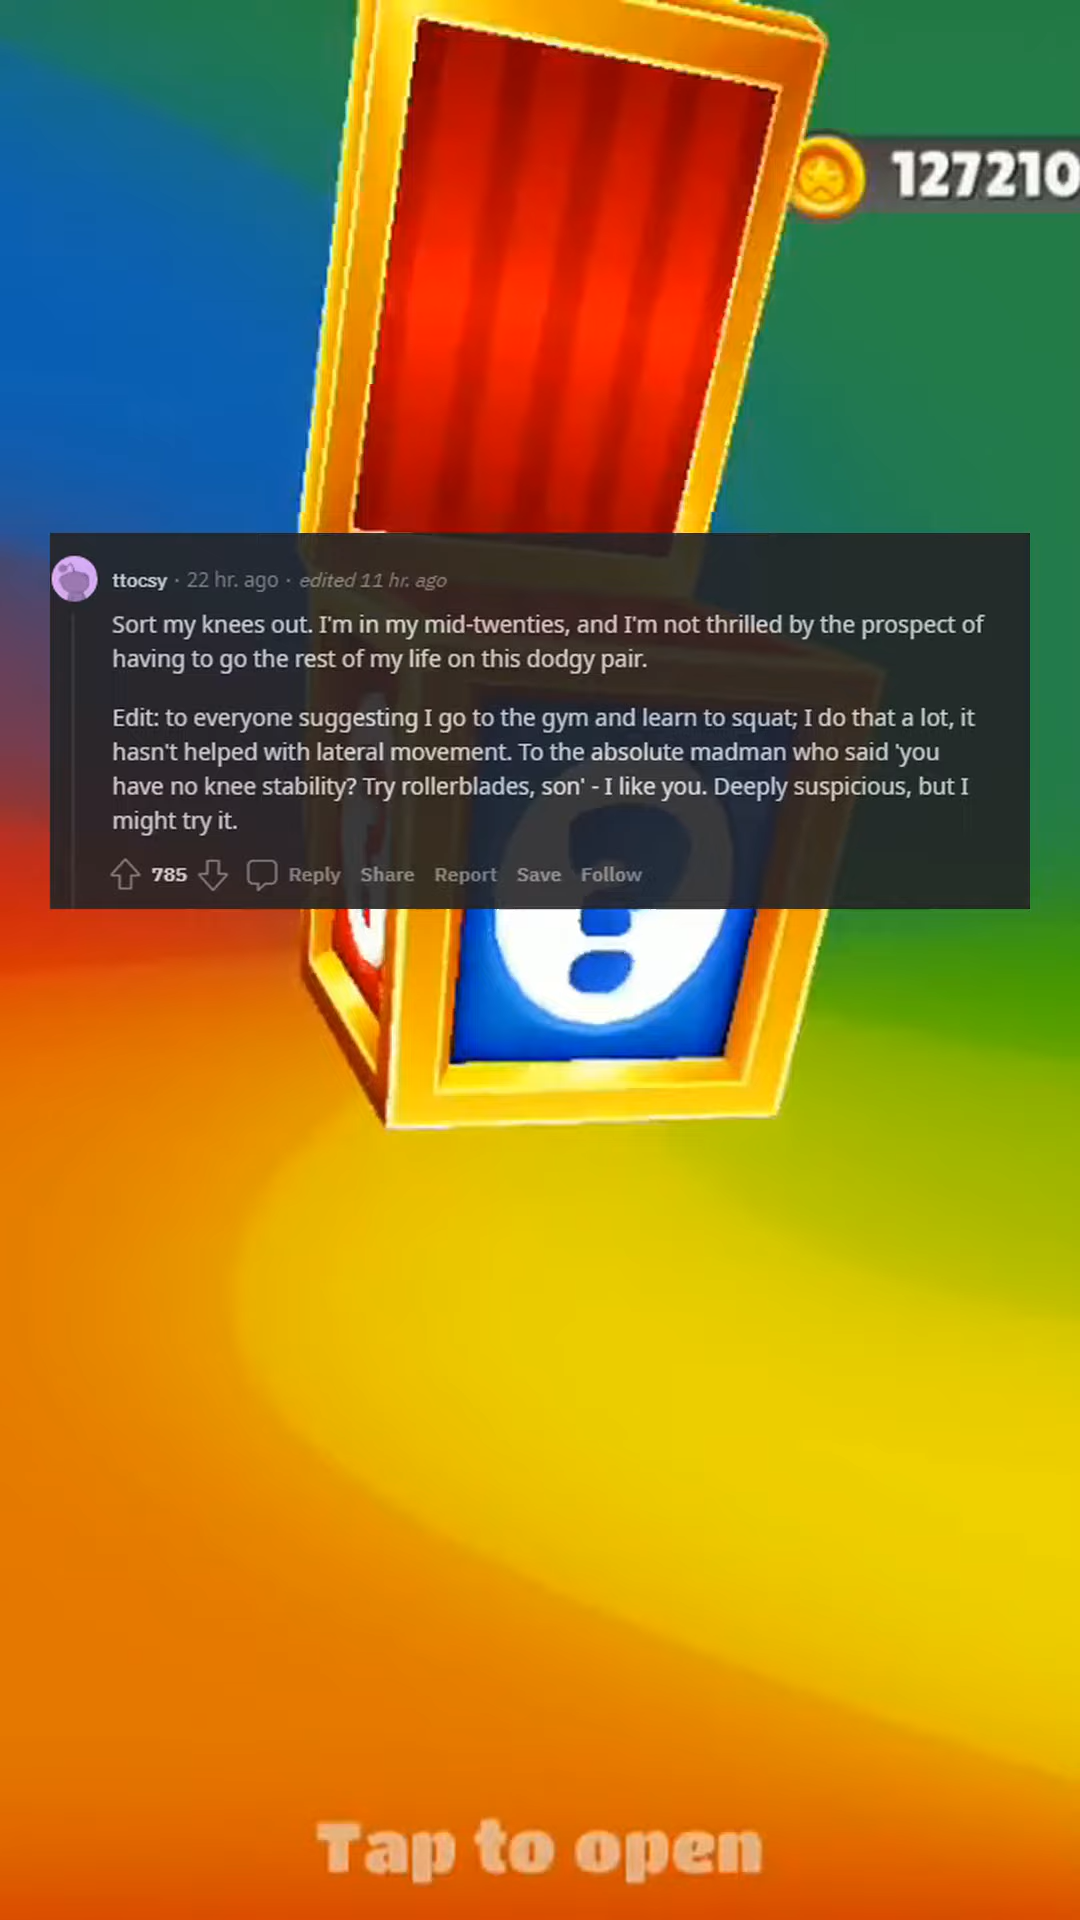 127210
ttocsy · 22 hr. ago · edited 11 hr. ago
Sort my knees out. I'm in my mid-twenties, and I'm not thrilled by the prospect of
having to go the rest of my life on this dodgy pair.
Edit: to everyone suggesting I go to the gym and learn to squat; I do that a lot, it
hasn't helped with lateral movement. To the absolute madman who said 'you
have no knee stability? Try rollerblades, son' - I like you. Deeply suspicious, but I
might try it.
785 Reply Share Report Save Follow
?
Tap to open